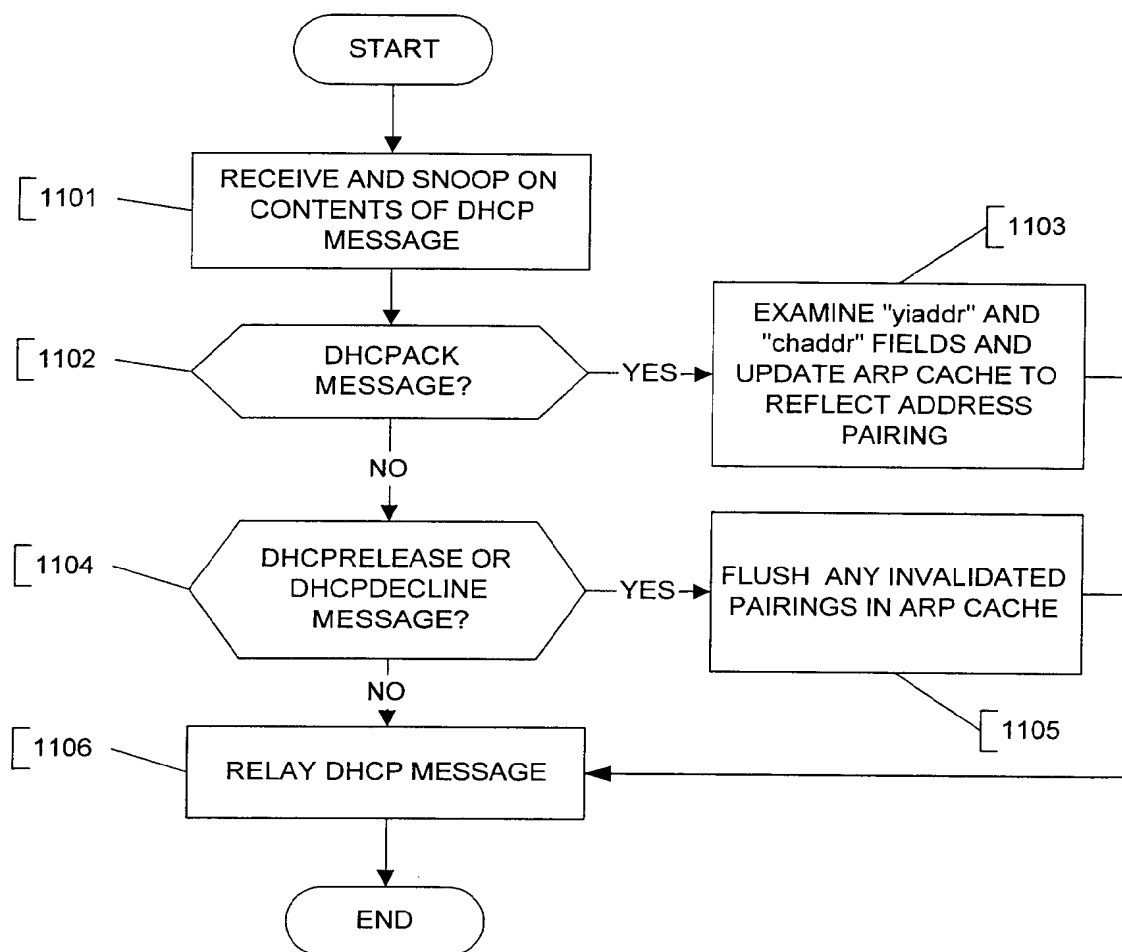 START
1101
RECEIVE AND SNOOP ON
CONTENTS OF DHCP
MESSAGE
1103
EXAMINE "yiaddr" AND
"chaddr" FIELDS AND
UPDATE ARP CACHE TO
REFLECT ADDRESS
PAIRING
1102
DHCPACK
MESSAGE?
YES
NO
1104
DHCPRELEASE OR
DHCPDECLINE
MESSAGE?
YES
FLUSH ANY INVALIDATED
PAIRINGS IN ARP CACHE
NO
1105
1106
RELAY DHCP MESSAGE
END